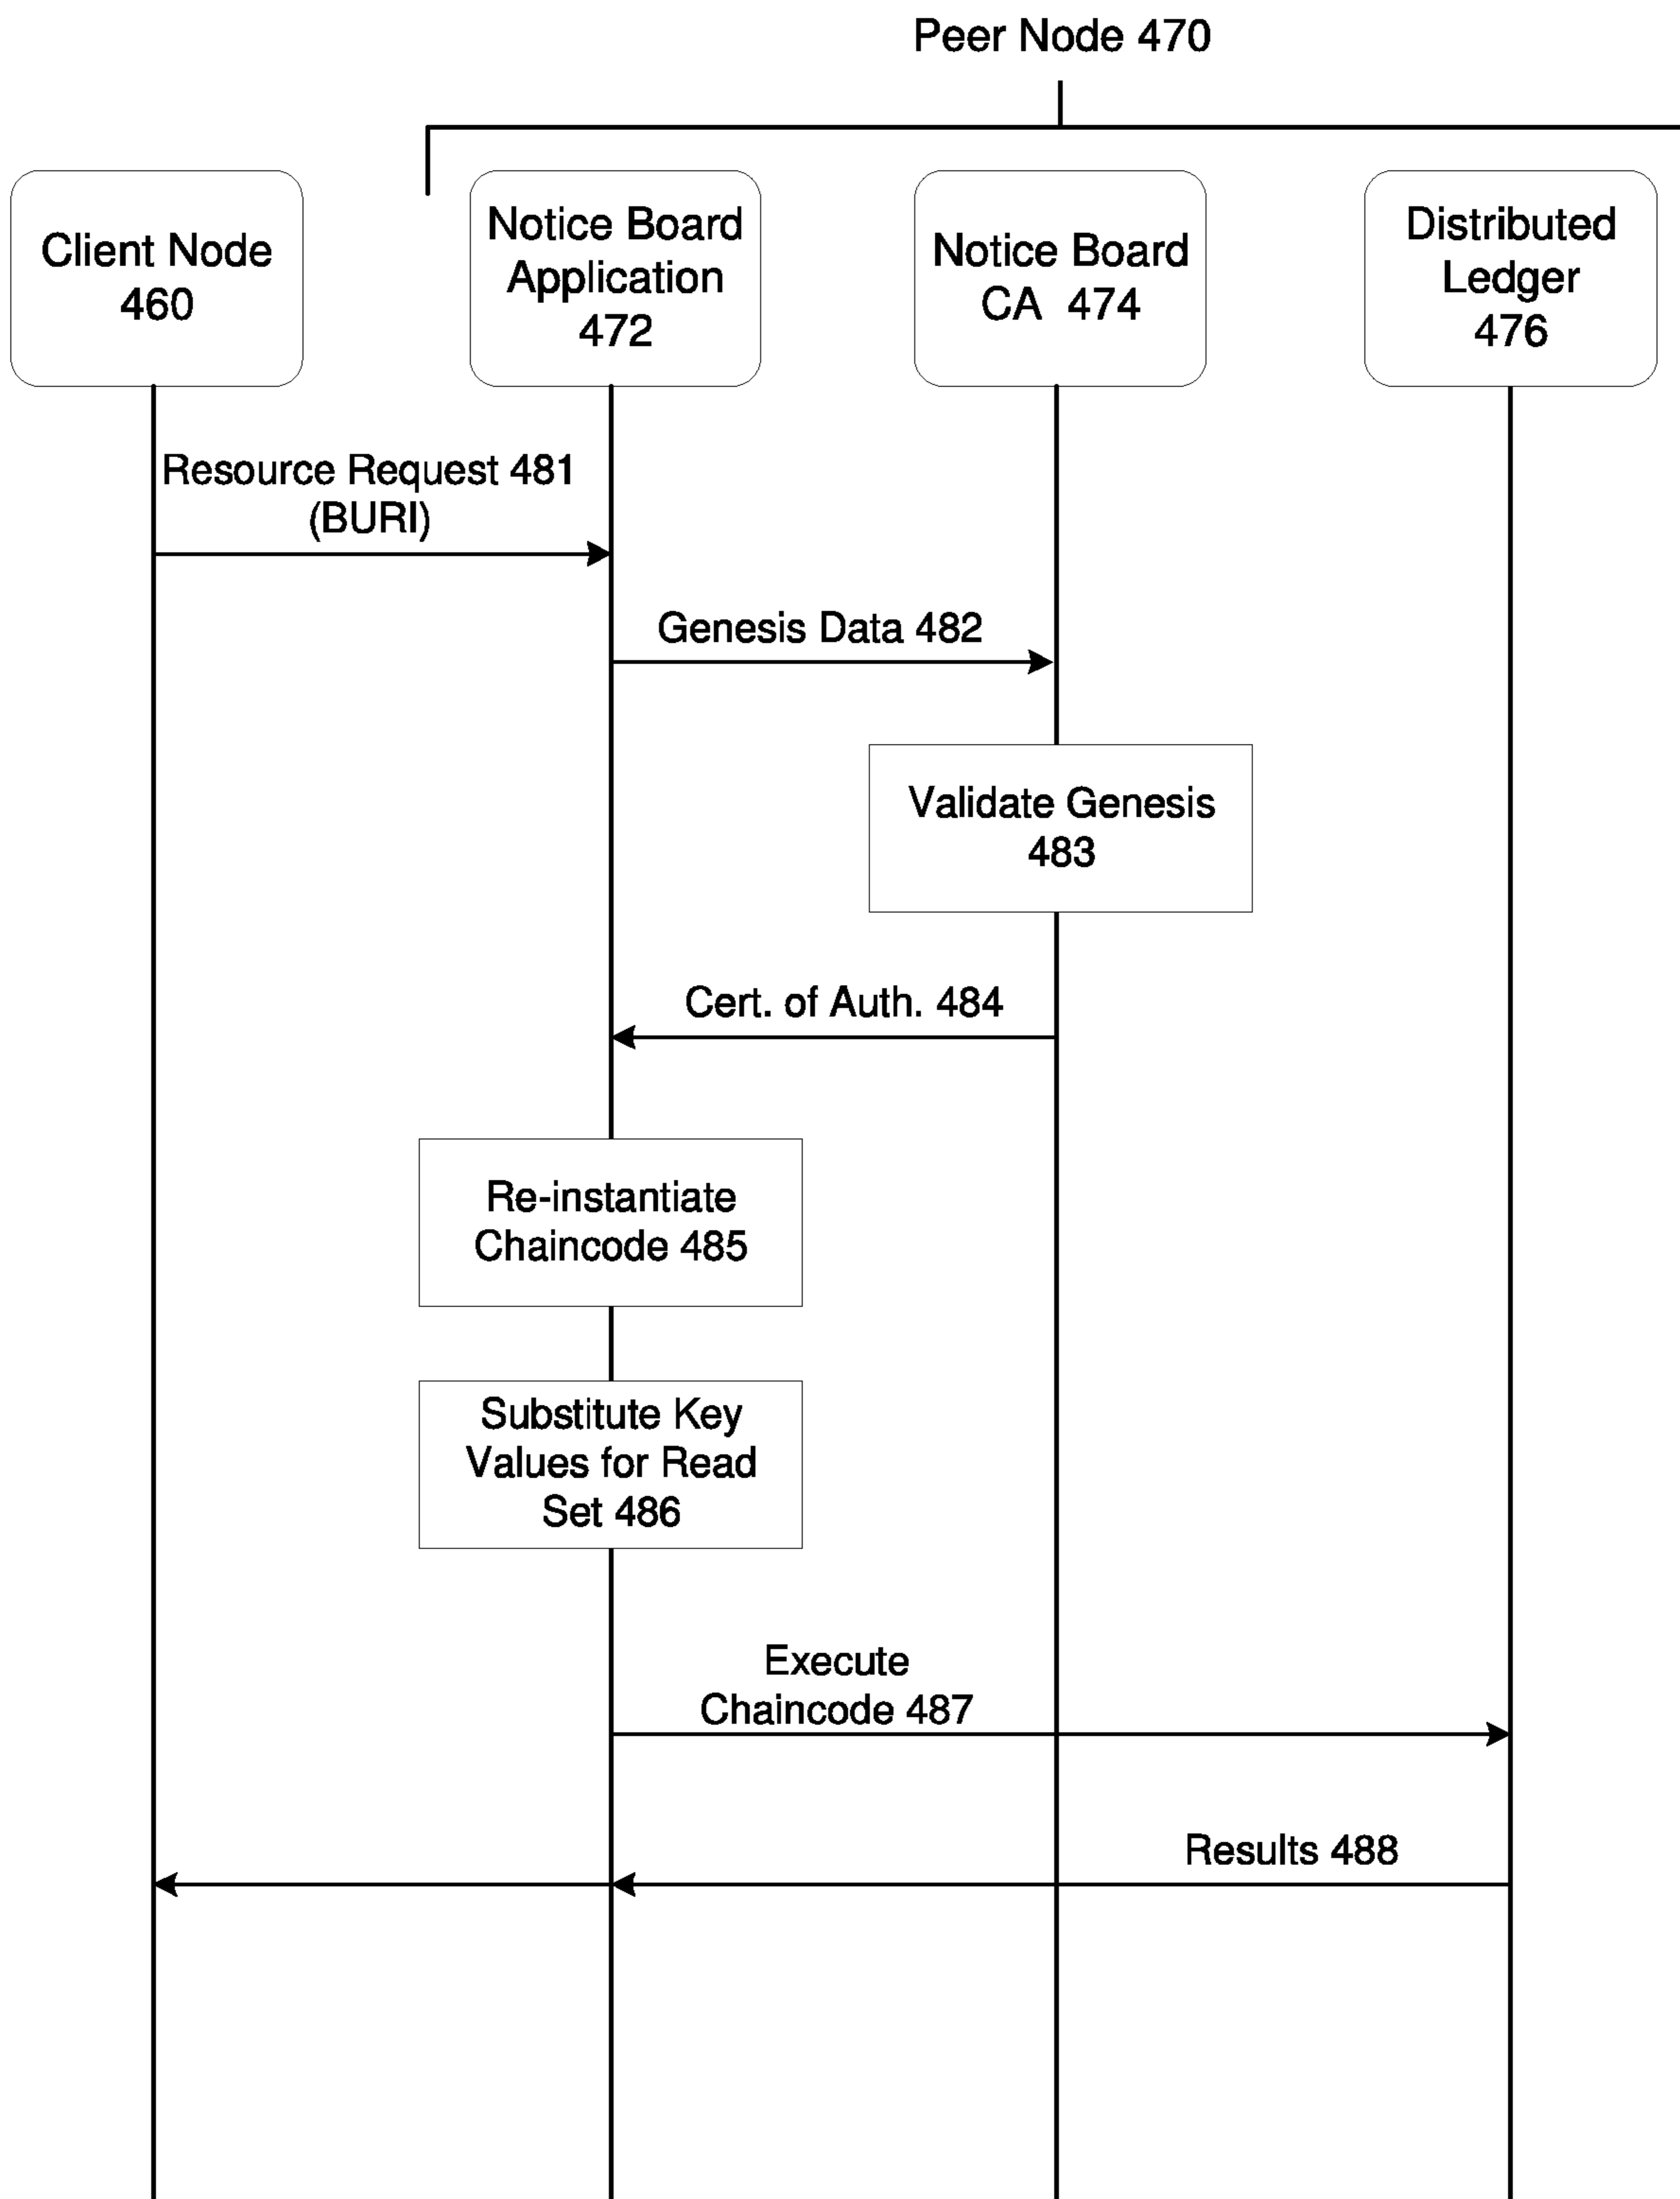 Peer Node 470
Client Node
460
Notice Board
Application
472
Notice Board
CA 474
Distributed
Ledger
476
Resource Request 481
(BURI)
Genesis Data 482
Validate Genesis
483
Cert. of Auth. 484
Re-instantiate
Chaincode 485
Substitute Key
Values for Read
Set 486
Execute
Chaincode 487
Results 488